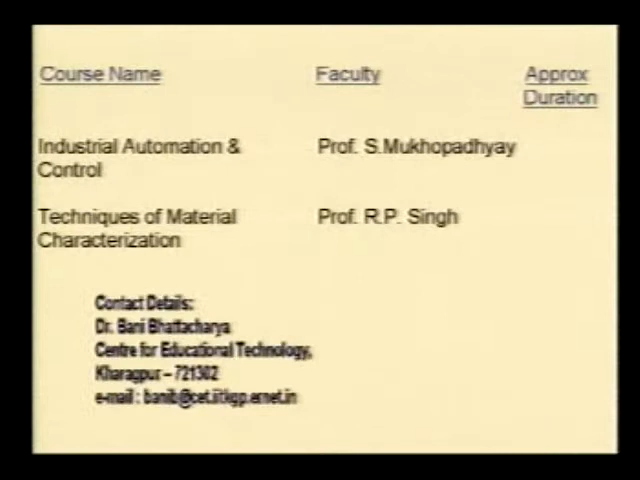 Course Name Faculty Approx
Duration
Industrial Automation & Prof. S.Mukhopadhyay
Control
Techniques of Material Prof. R.P. Singh
Characterization
Contact Details:
Dr. Bani Bhattacharya
Centre for Educational Technology,
Kharagpur – 721302
e-mail : banib@cet.iitkgp.ernet.in